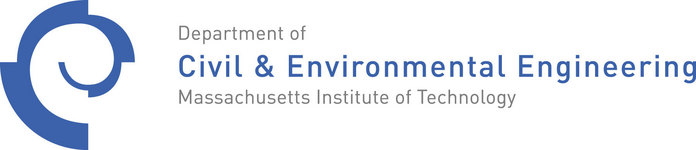 Department of
Civil & Environmental Engineering
Massachusetts Institute of Technology